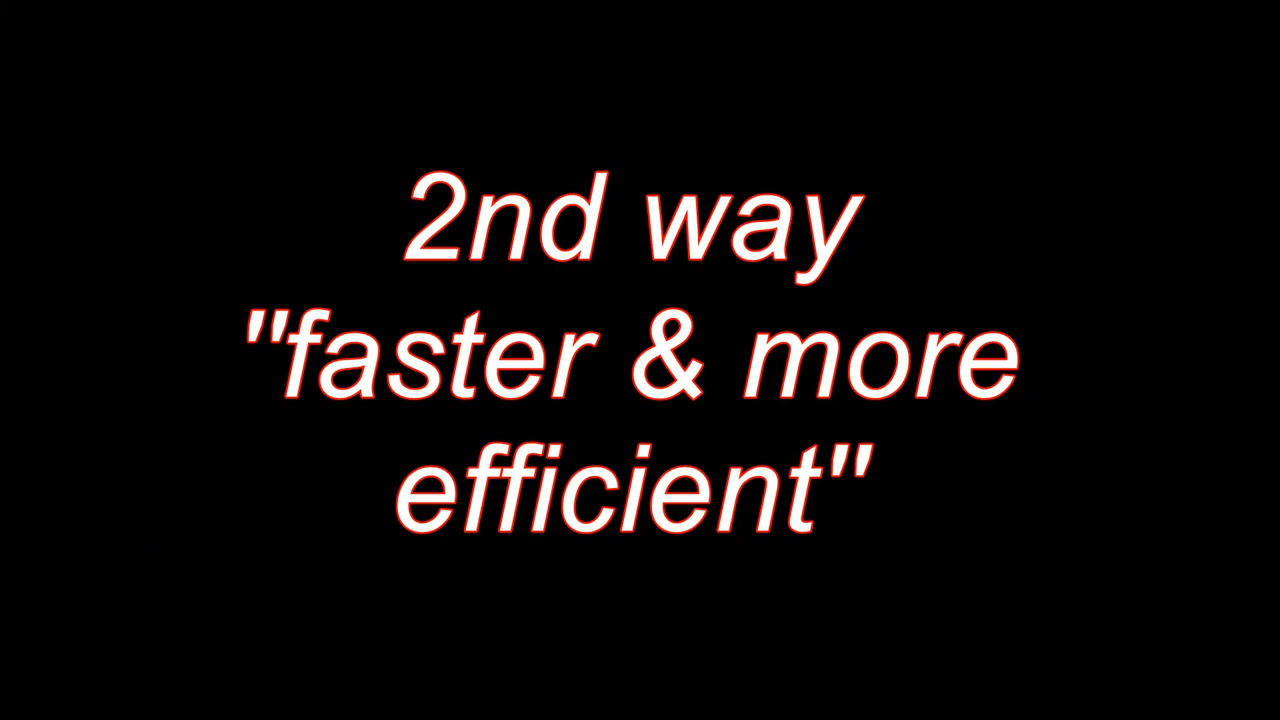 2nd way
"faster & more
efficient"